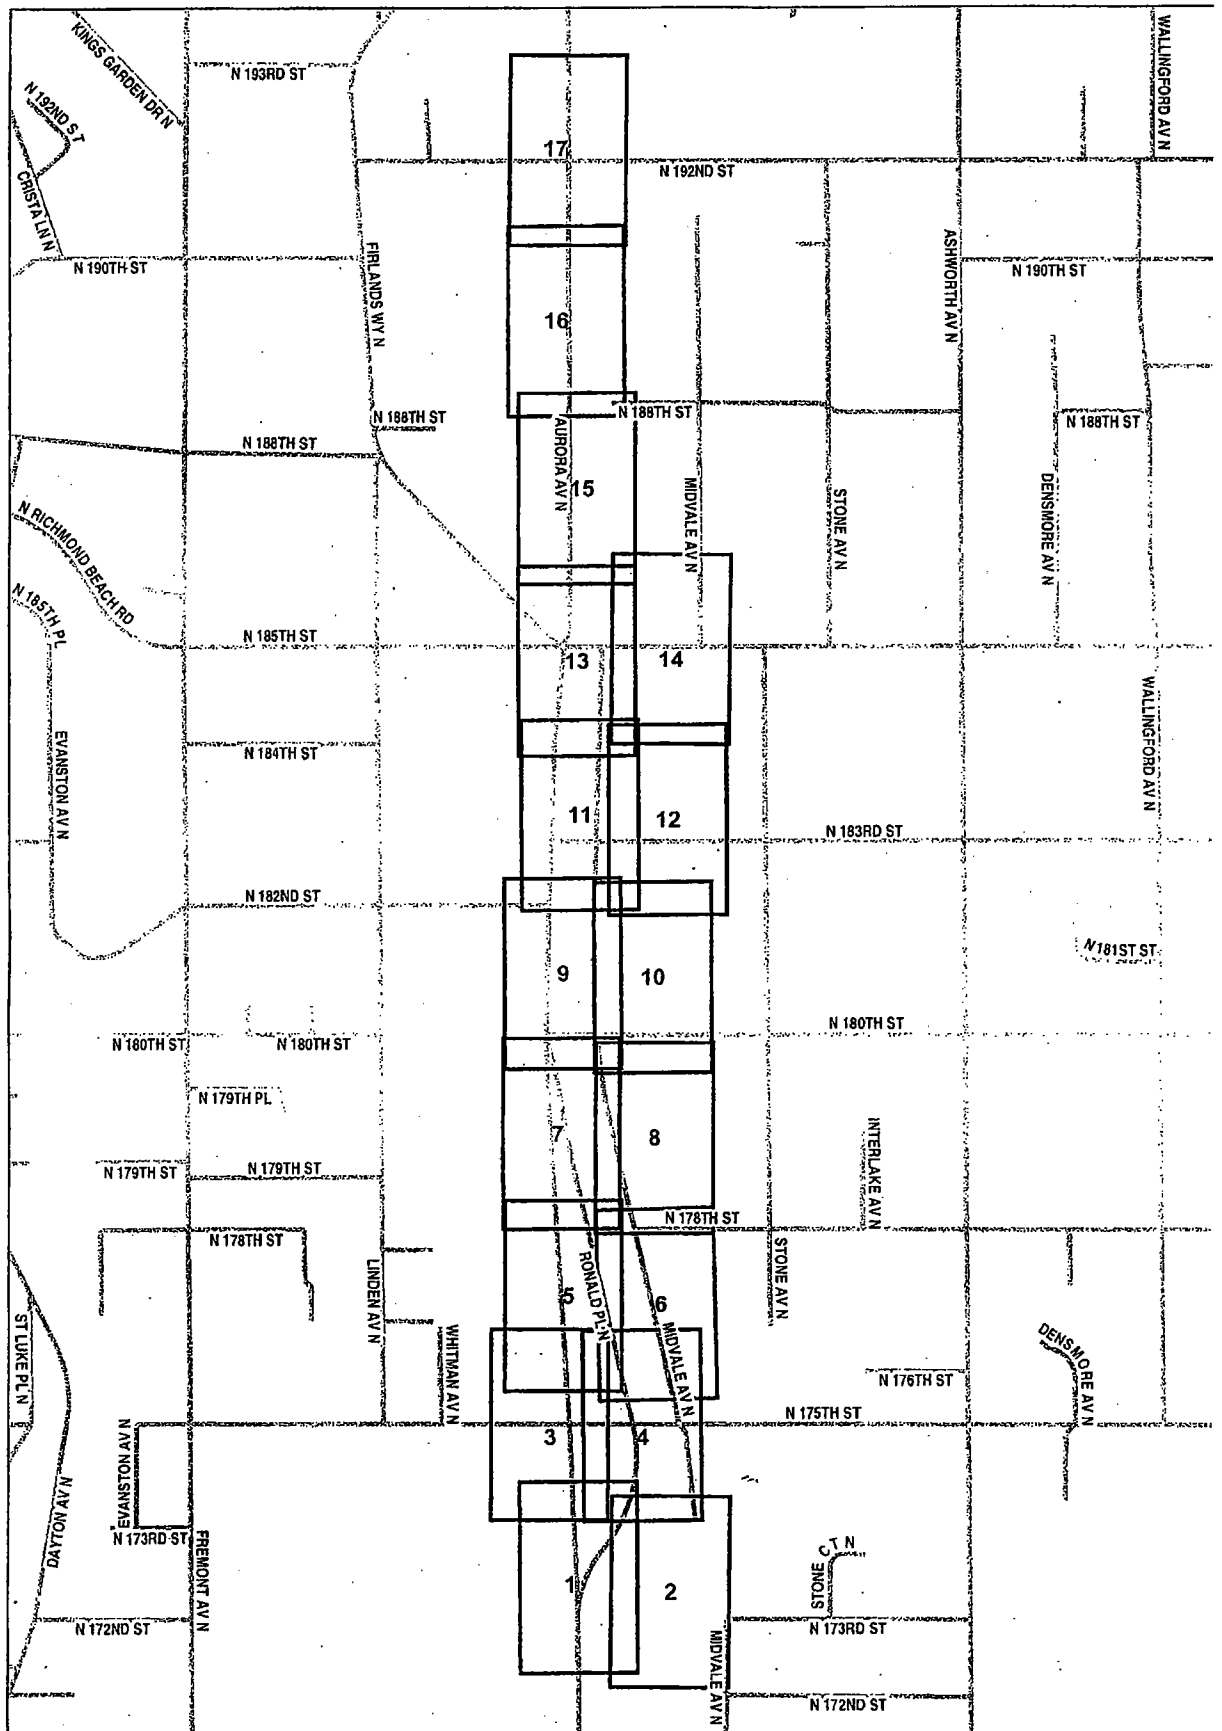 KINGS GARDEN DR N
N 193RD ST
WALLINGFORD AV N
N 192ND ST
17
N 192ND ST
CRISTA LN N
N 190TH ST
FIRLANDS WY N
ASHWORTH AV N
N 190TH ST
16
N 188TH ST
N 188TH ST
N 188TH ST
N 188TH ST
AURORA AV N
15
MIDVALE AV N
STONE AV N
DENSMORE AV N
N RICHMOND BEACH RD
N 185TH PL
N 185TH ST
13
14
WALLINGFORD AV N
EVANSTON AV N
N 184TH ST
11
12
N 183RD ST
N 182ND ST
N 181ST ST
9
10
N 180TH ST
N 180TH ST
N 180TH ST
N 179TH PL
7
8
INTERLAKE AV N
N 179TH ST
N 179TH ST
N 178TH ST
N 178TH ST
LINDEN AV N
RONALD PL N
STONE AV N
5
6
ST LUKE PL N
WHITMAN AV N
MIDVALE AV N
DENSMORE AV N
N 176TH ST
N 175TH ST
3
4
EVANSTON AV N
DAYTON AV N
N 173RD ST
FREMONT AV N
1
2
STONE CT N
N 172ND ST
N 173RD ST
MIDVALE AV N
N 172ND ST